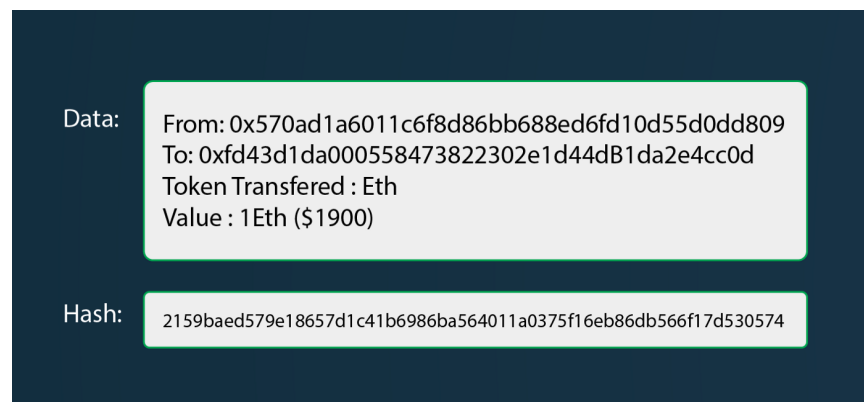 Data:
From: 0x570ad1a6011c6f8d86bb688ed6fd10d55d0dd809
To: 0xfd43d1da000558473822302e1d44dB1da2e4cc0d
Token Transfered : Eth
Value : 1Eth ($1900)
Hash:
2159baed579e18657d1c41b6986ba564011a0375f16eb86db566f17d530574